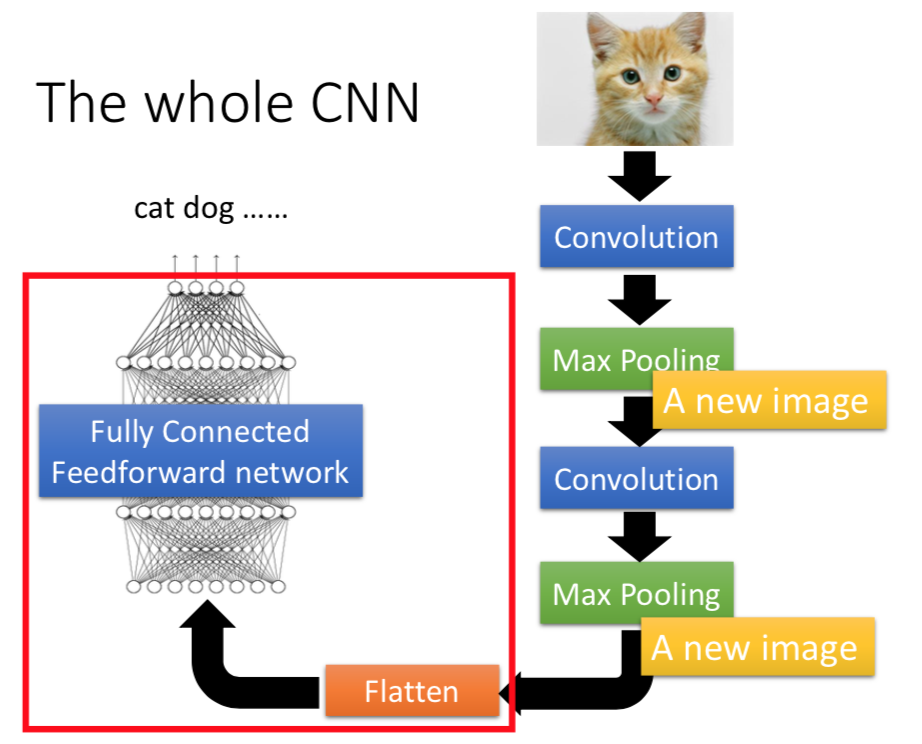 The whole CNN
cat dog ……
Convolution
Max Pooling
A new image
Convolution
Max Pooling
A new image
Flatten
Fully Connected
Feedforward network